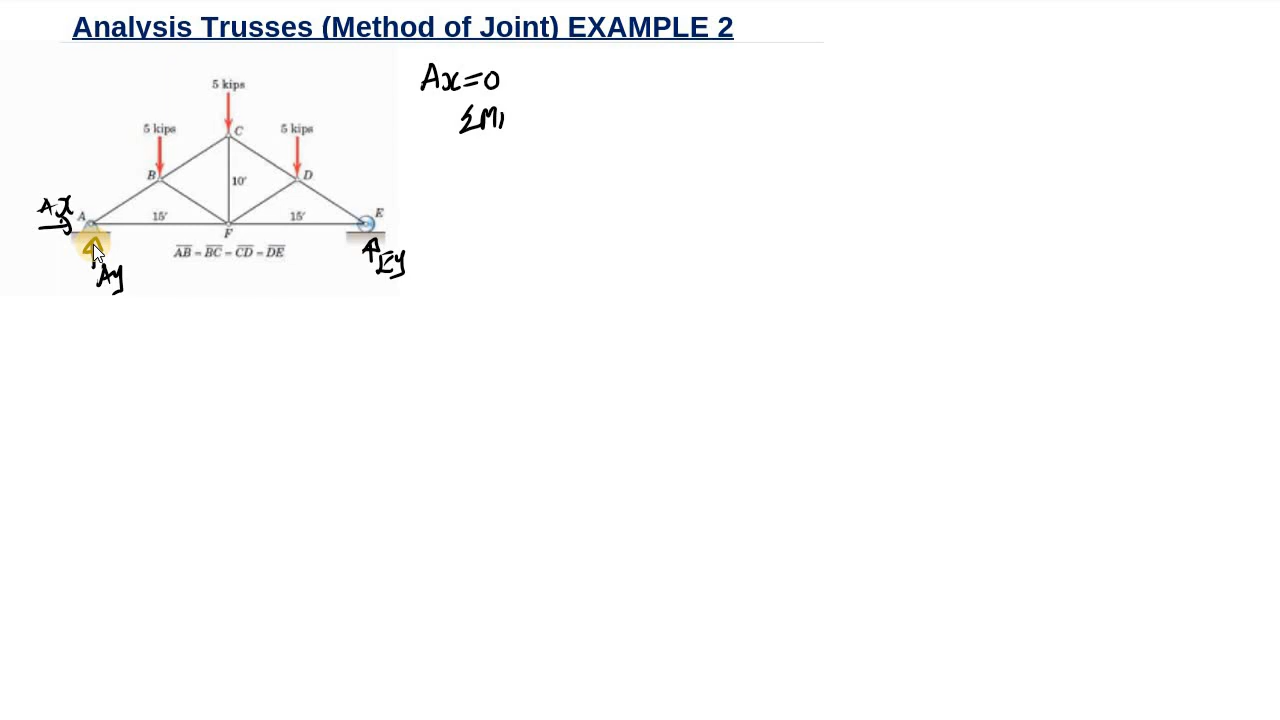 Analysis Trusses (Method of Joint) EXAMPLE 2
Ax=0
ΣM
5 kips
5 kips
5 kips
C
B
D
10'
Ax
A
15'
15'
E
F
AB = BC = CD = DE
Ay
Ey